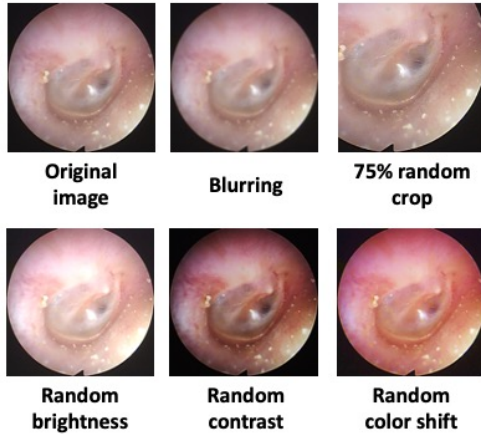 Original
image
Blurring
75% random
crop
Random
brightness
Random
contrast
Random
color shift